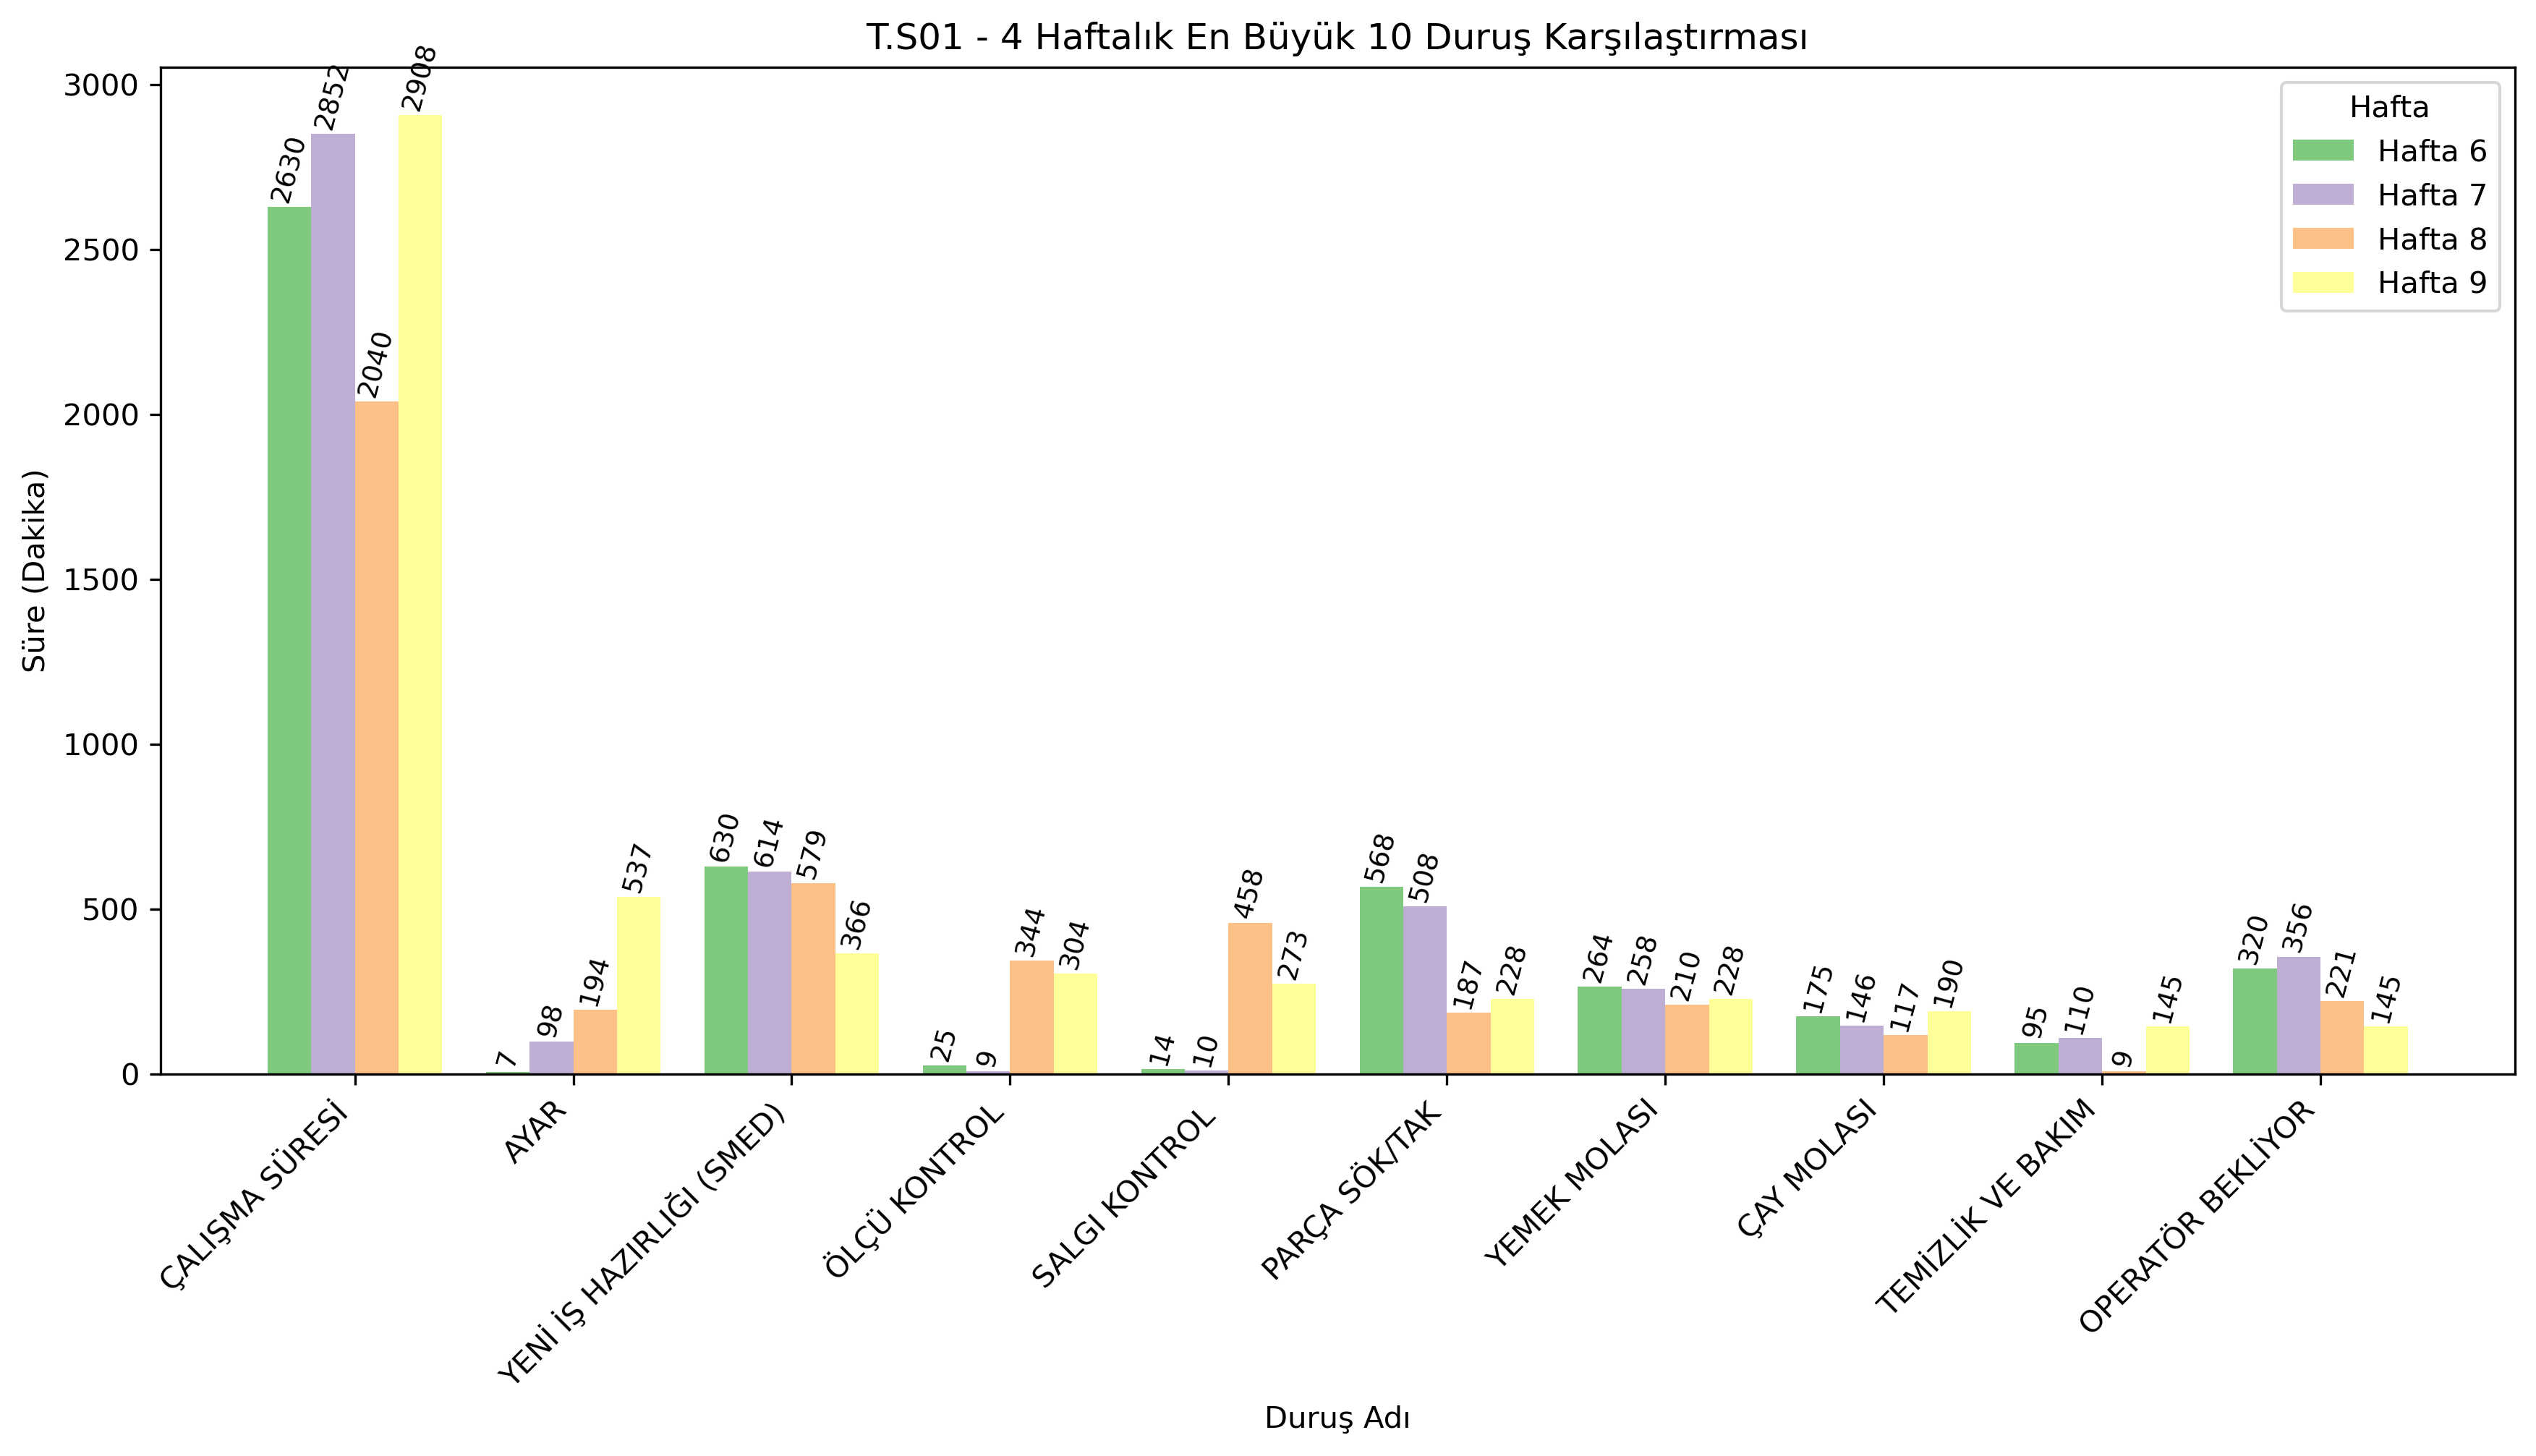 T.S01 - 4 Haftalık En Büyük 10 Duruş Karşılaştırması
Hafta
Hafta 6
Hafta 7
Hafta 8
Hafta 9
Süre (Dakika)
3000
2500
2000
1500
1000
500
0
2630 2852 2040 2908
7 98 194 537
630 614 579 366
25 9 344 304
14 10 458 273
568 508 187 228
264 258 210 228
175 146 117 190
95 110 9 145
320 356 221 145
ÇALIŞMA SÜRESİ
AYAR
YENİ İŞ HAZIRLIĞI (SMED)
ÖLÇÜ KONTROL
SALGI KONTROL
PARÇA SÖK/TAK
YEMEK MOLASI
ÇAY MOLASI
TEMİZLİK VE BAKIM
OPERATÖR BEKLİYOR
Duruş Adı